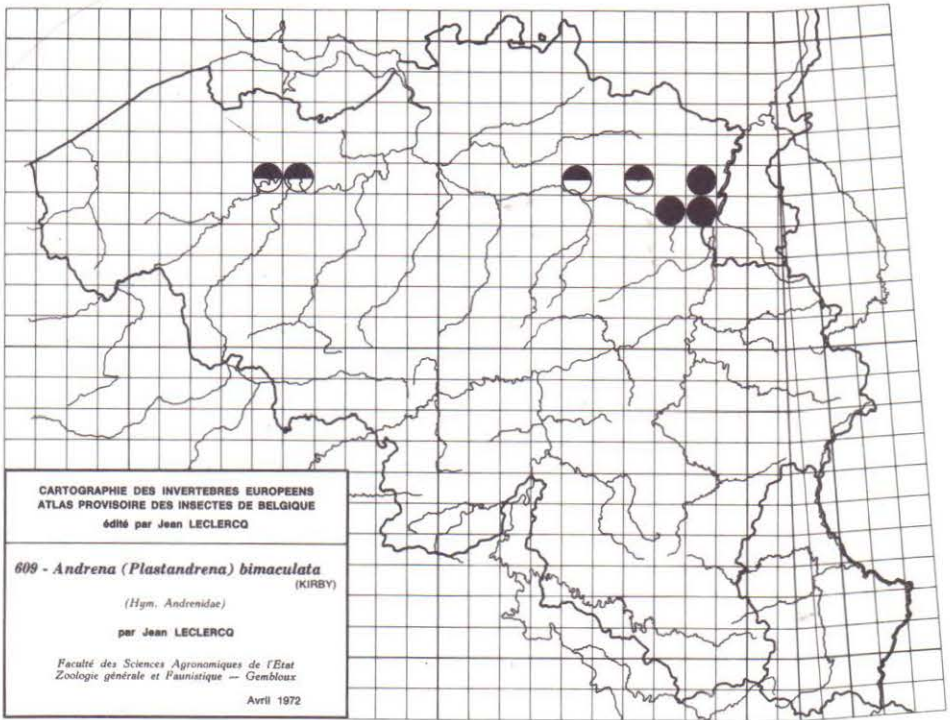 CARTOGRAPHIE DES INVERTEBRES EUROPEENS
ATLAS PROVISOIRE DES INSECTES DE BELGIQUE
édité par Jean LECLERCQ
609 - Andrena (Plastandrena) bimaculata
(KIRBY)
(Hym. Andrenidae)
par Jean LECLERCQ
Faculté des Sciences Agronomiques de l'Etat
Zoologie générale et Faunistique — Gembloux
Avril 1972